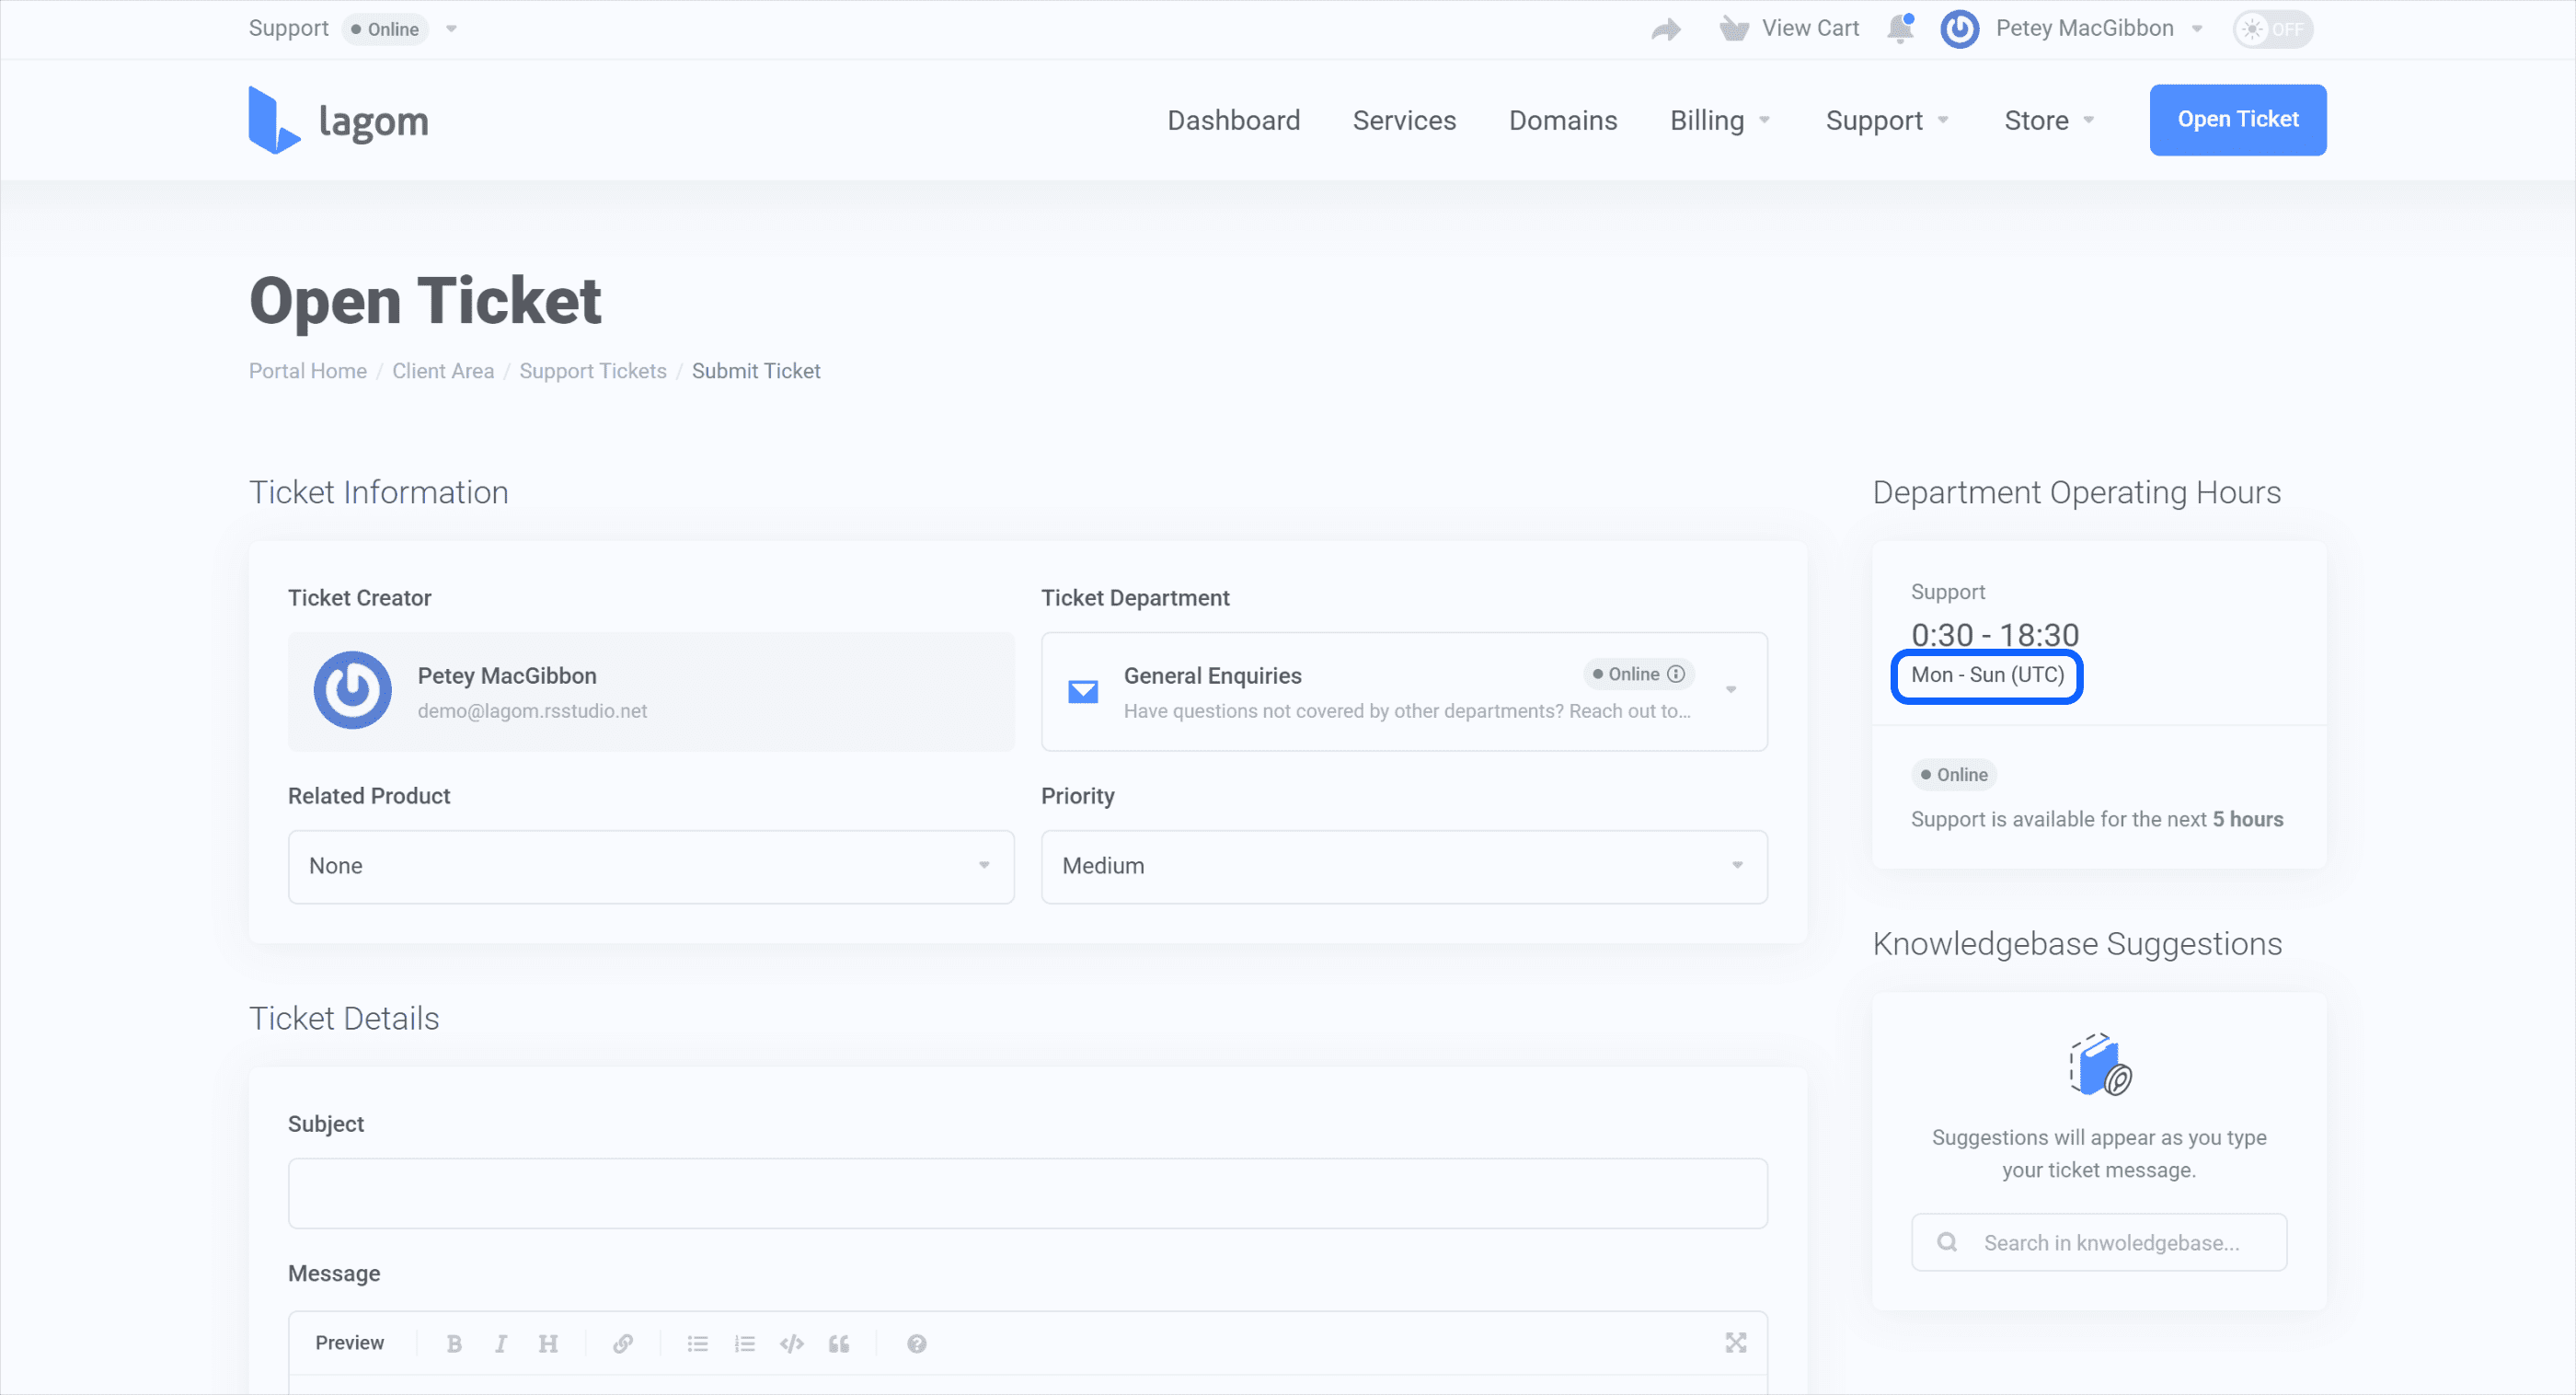 Support Online
View Cart
Petey MacGibbon
OFF
lagom
Dashboard
Services
Domains
Billing
Support
Store
Open Ticket
Open Ticket
Portal Home / Client Area / Support Tickets / Submit Ticket
Ticket Information
Ticket Creator
Petey MacGibbon
demo@lagom.rsstudio.net
Ticket Department
General Enquiries
Online
Have questions not covered by other departments? Reach out to...
Related Product
None
Priority
Medium
Ticket Details
Subject
Message
Preview
B I H
Department Operating Hours
Support
0:30 - 18:30
Mon - Sun (UTC)
Online
Support is available for the next 5 hours
Knowledgebase Suggestions
Suggestions will appear as you type
your ticket message.
Search in knwoledgebase...